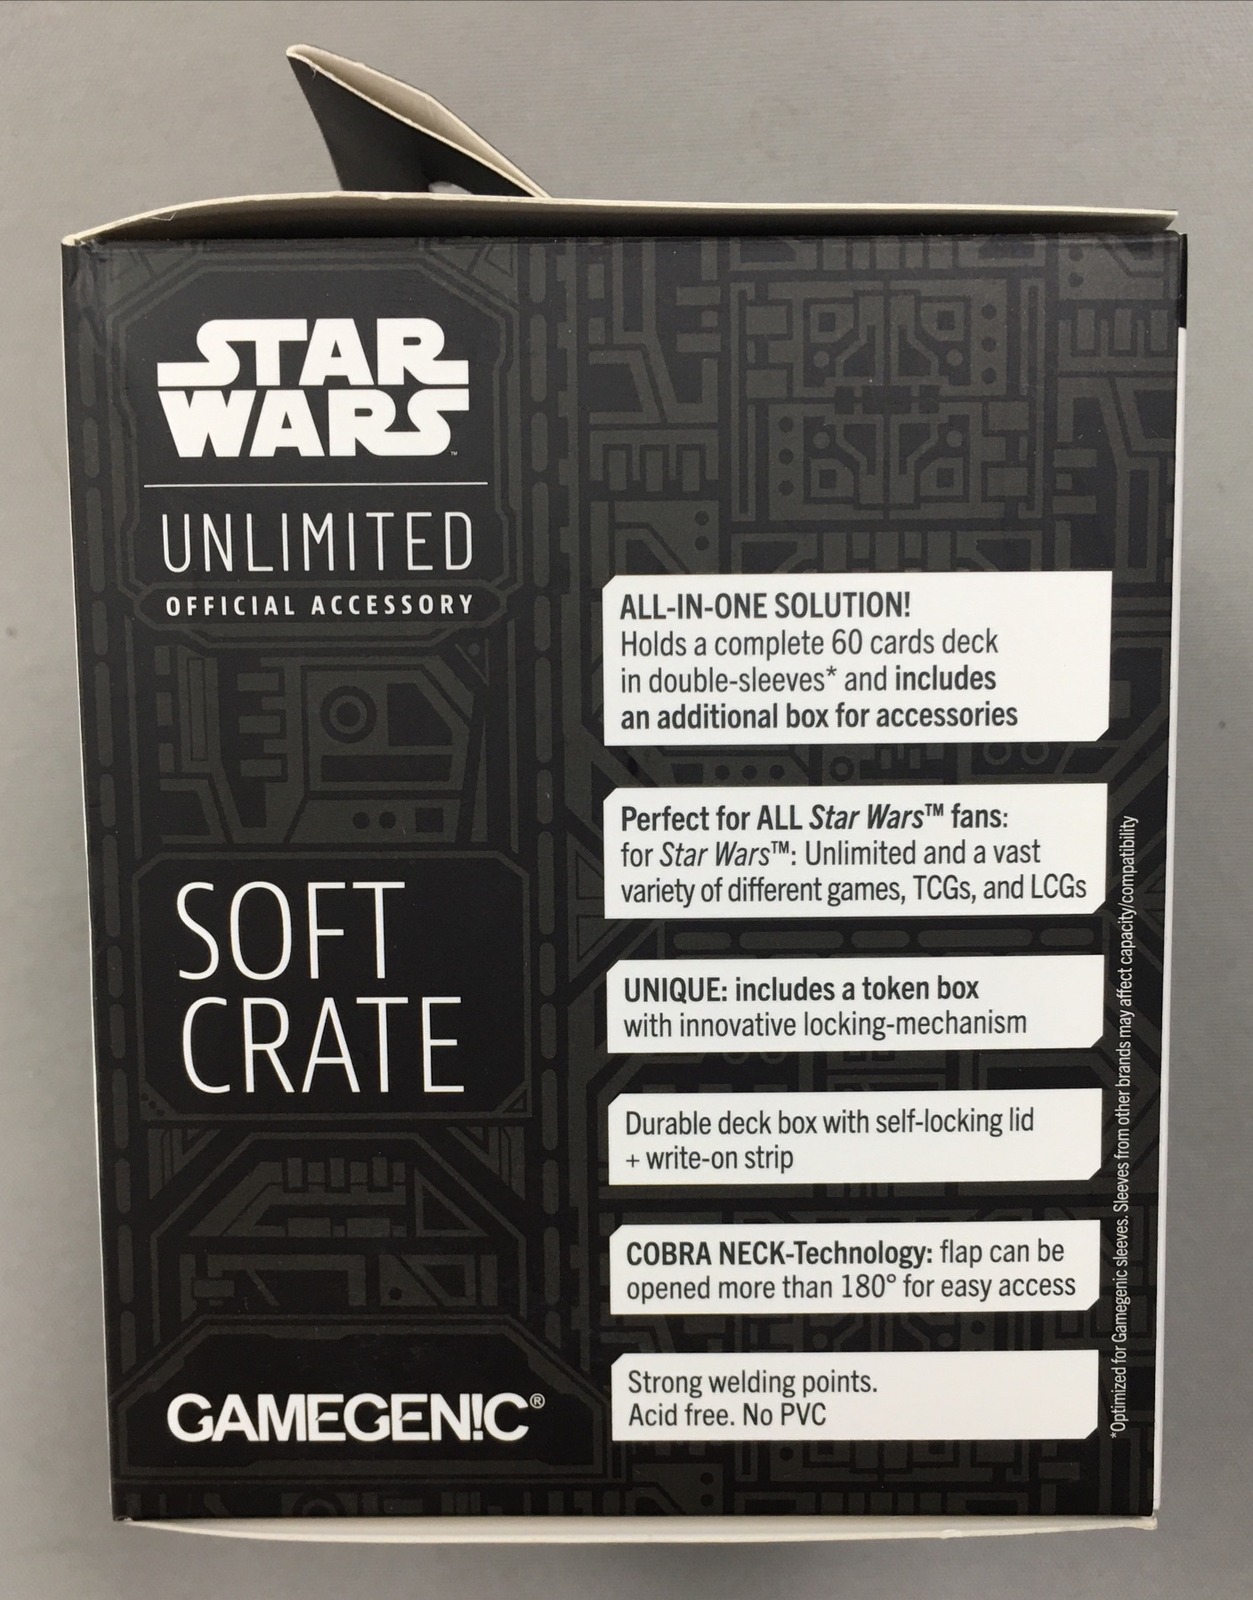 STAR
WARS™
UNLIMITED
OFFICIAL ACCESSORY
SOFT
CRATE
GAMEGEN!C®
ALL-IN-ONE SOLUTION!
Holds a complete 60 cards deck
in double-sleeves* and includes
an additional box for accessories
Perfect for ALL Star Wars™ fans:
for Star Wars™: Unlimited and a vast
variety of different games, TCGs, and LCGs
UNIQUE: includes a token box
with innovative locking-mechanism
Durable deck box with self-locking lid
+ write-on strip
COBRA NECK-Technology: flap can be
opened more than 180° for easy access
Strong welding points.
Acid free. No PVC
*Optimized for Gamegenic sleeves. Sleeves from other brands may affect capacity/compatibility